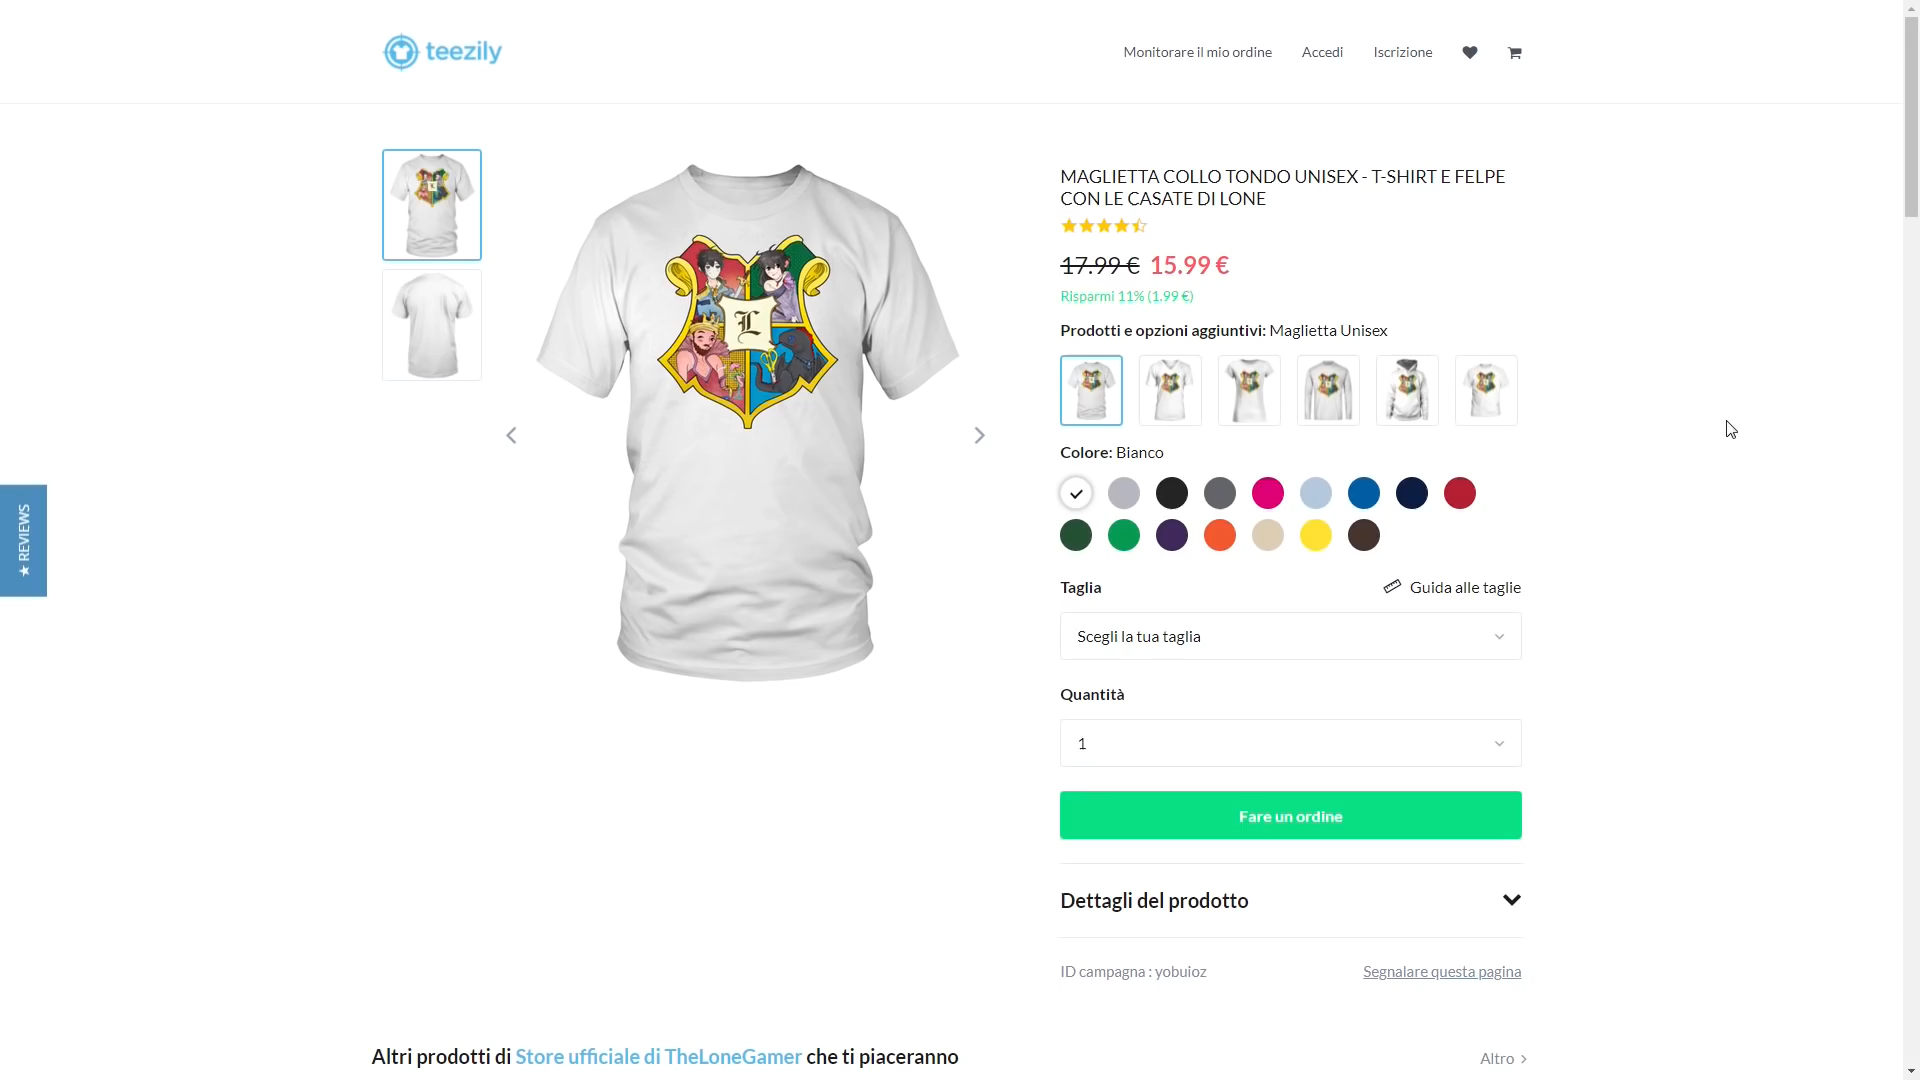 teezily
Monitorare il mio ordine
Accedi
Iscrizione
MAGLIETTA COLLO TONDO UNISEX - T-SHIRT E FELPE
CON LE CASATE DI LONE
17.99 € 15.99 €
Risparmi 11% (1.99 €)
Prodotti e opzioni aggiuntivi: Maglietta Unisex
L
Colore: Bianco
★ REVIEWS
Taglia
Guida alle taglie
Scegli la tua taglia
Quantità
1
Fare un ordine
Dettagli del prodotto
ID campagna : yobuioz
Segnalare questa pagina
Altri prodotti di Store ufficiale di TheLoneGamer che ti piaceranno
Altro